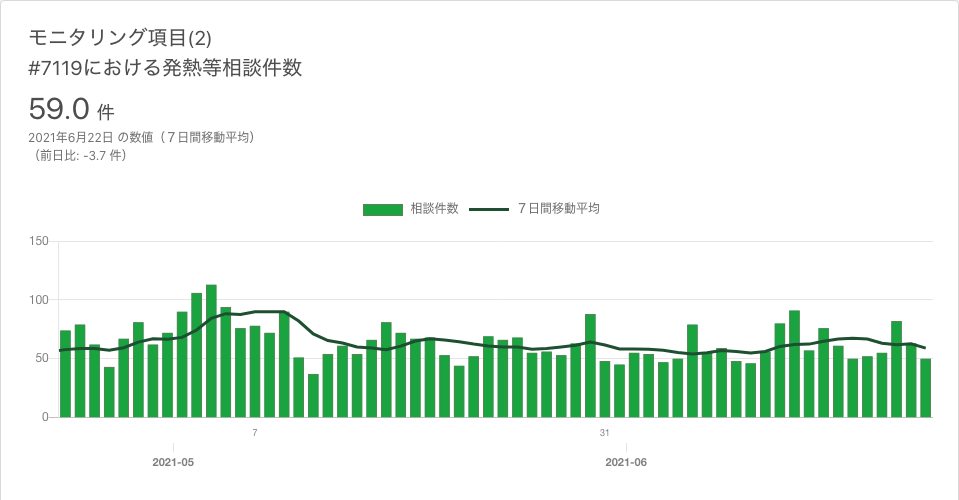 モニタリング項目(2)
#7119における発熱等相談件数
59.0 件
2021年6月22日 の数値（７日間移動平均）
（前日比: -3.7 件）
相談件数 ７日間移動平均
150
100
50
0
7 31
2021-05 2021-06